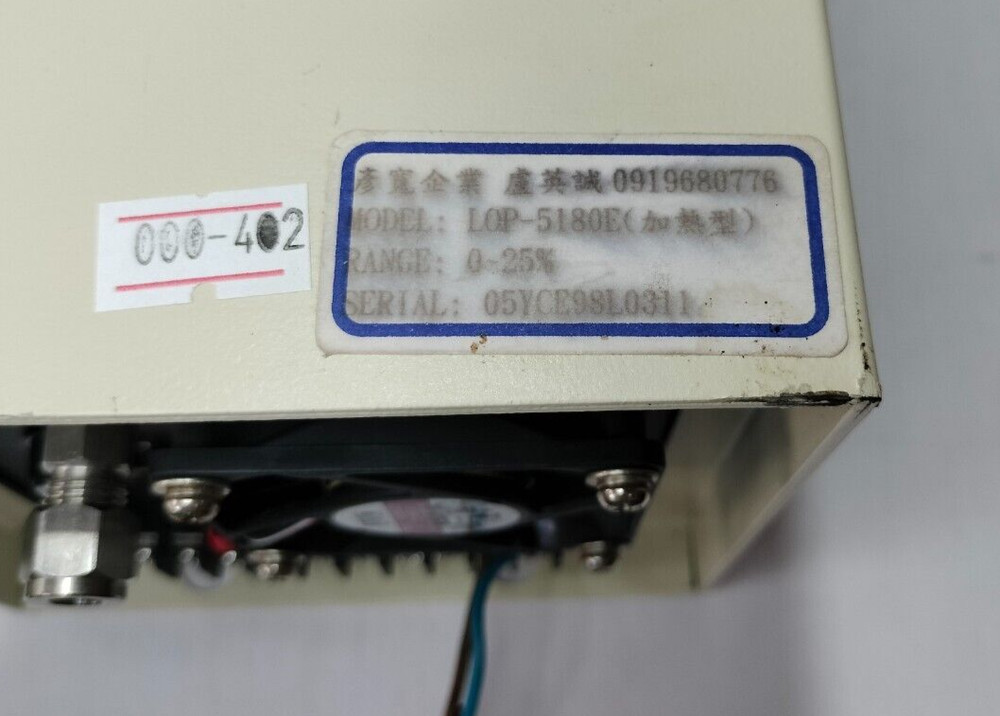 000-402
彥寬企業 盧英誠 0919680776
MODEL: LOP-5180E(加熱型)
RANGE: 0~25%
SERIAL: 05YCE98L0311